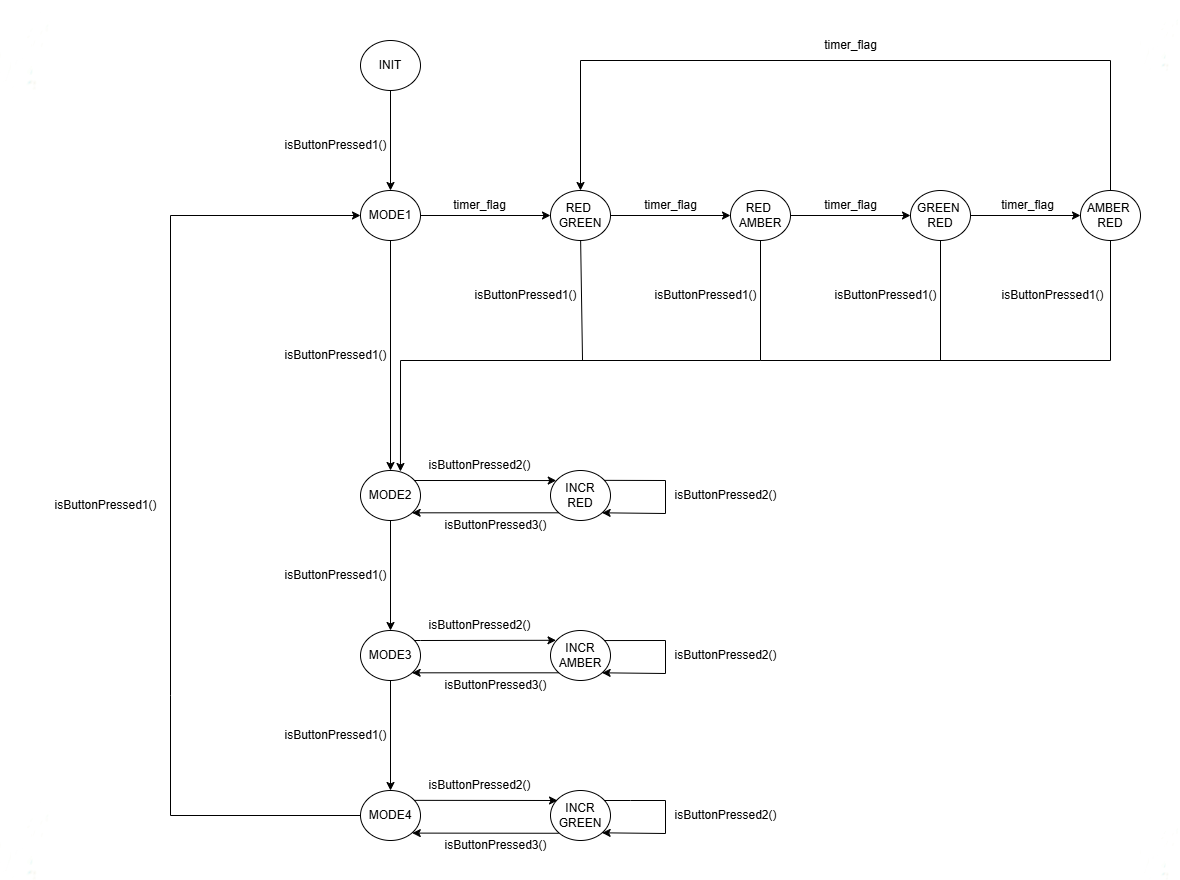 timer_flag
INIT
isButtonPressed1()
MODE1
timer_flag
RED
GREEN
timer_flag
RED
AMBER
timer_flag
GREEN
RED
timer_flag
AMBER
RED
isButtonPressed1()
isButtonPressed1()
isButtonPressed1()
isButtonPressed1()
isButtonPressed1()
isButtonPressed2()
MODE2
INCR
RED
isButtonPressed2()
isButtonPressed1()
isButtonPressed3()
isButtonPressed1()
isButtonPressed2()
MODE3
INCR
AMBER
isButtonPressed2()
isButtonPressed3()
isButtonPressed1()
isButtonPressed2()
MODE4
INCR
GREEN
isButtonPressed2()
isButtonPressed3()